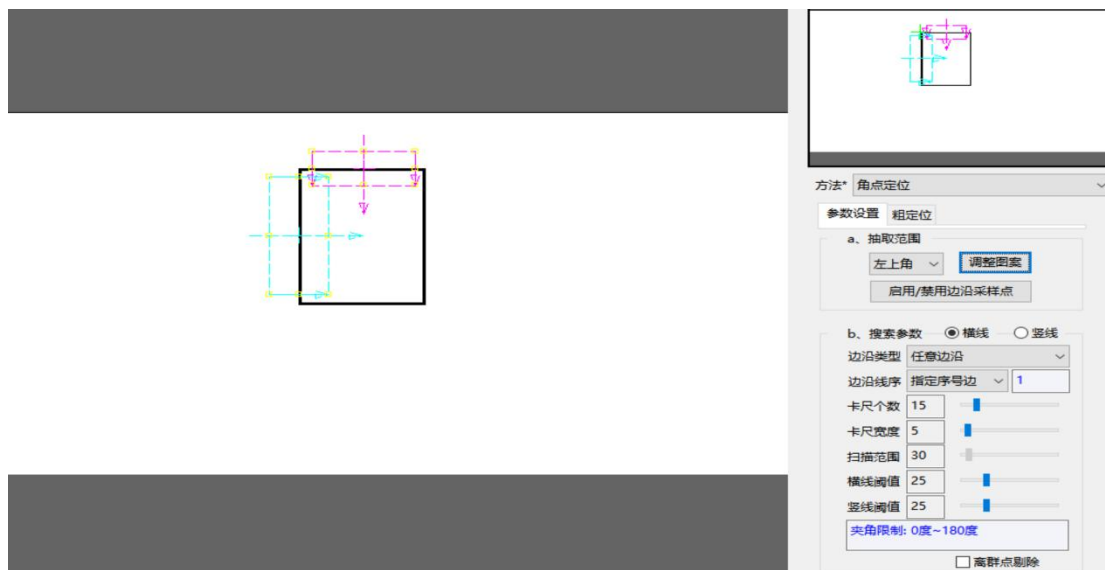 方法* 角点定位
参数设置 粗定位
a、抽取范围
左上角 调整图案
启用/禁用边沿采样点
b、搜索参数 横线 竖线
边沿类型 任意边沿
边沿线序 指定序号边 1
卡尺个数 15
卡尺宽度 5
扫描范围 30
横线阈值 25
竖线阈值 25
夹角限制: 0度~180度
离群点剔除